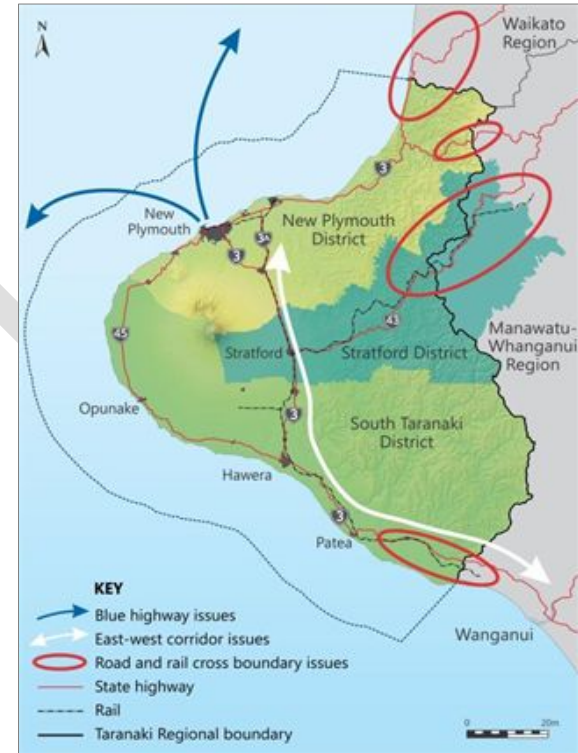 N
Waikato
Region
New
Plymouth
3
3A
3
New Plymouth
District
45
43
Stratford
Stratford District
Manawatu-
Whanganui
Region
Opunake
3
South Taranaki
District
Hawera
3
Patea
Wanganui
KEY
Blue highway issues
East-west corridor issues
Road and rail cross boundary issues
State highway
Rail
Taranaki Regional boundary
0
20m